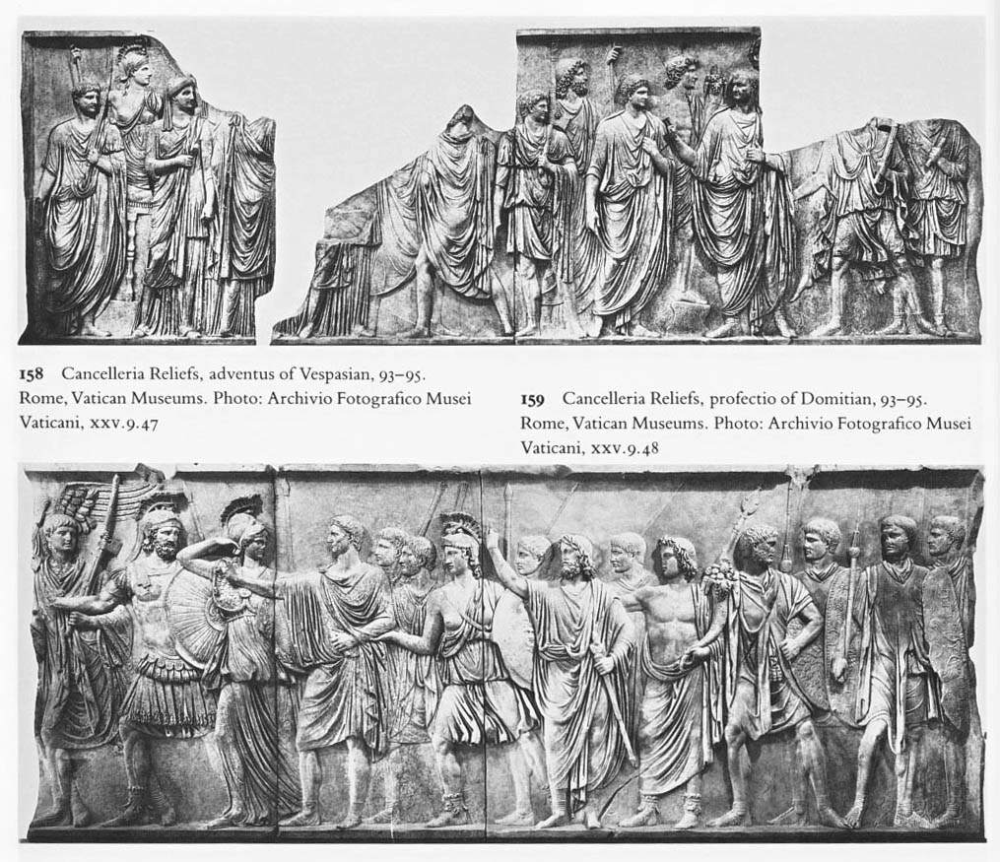 158 Cancelleria Reliefs, adventus of Vespasian, 93–95.
Rome, Vatican Museums. Photo: Archivio Fotografico Musei
Vaticani, xxv.9.47
159 Cancelleria Reliefs, profectio of Domitian, 93–95.
Rome, Vatican Museums. Photo: Archivio Fotografico Musei
Vaticani, xxv.9.48